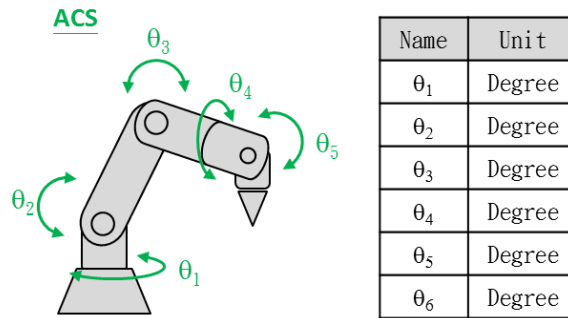 ACS
θ3
θ4
θ5
θ2
θ1
Name Unit
θ1 Degree
θ2 Degree
θ3 Degree
θ4 Degree
θ5 Degree
θ6 Degree